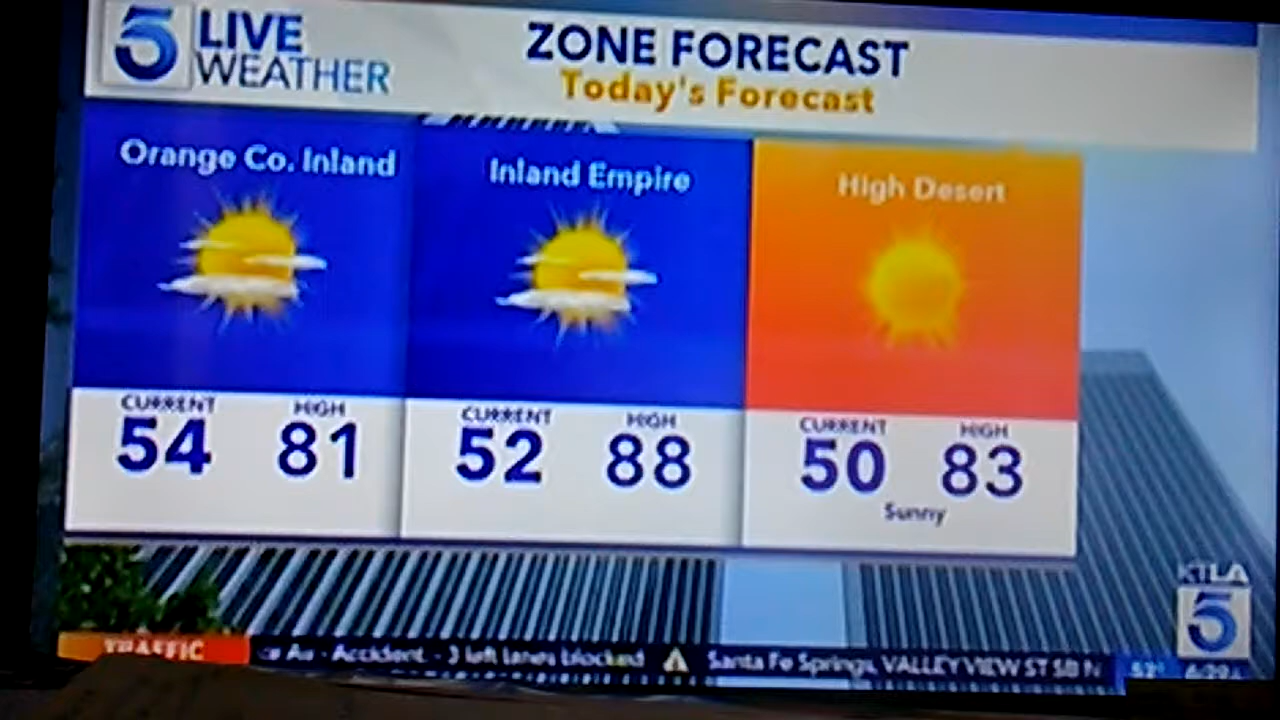 5 LIVE WEATHER
ZONE FORECAST
Today's Forecast
Orange Co. Inland
CURRENT HIGH
54 81
Inland Empire
CURRENT HIGH
52 88
High Desert
CURRENT HIGH
50 83
Sunny
KTLA
5
TRAFFIC
- Accident - 3 left lanes blocked
Santa Fe Springs, VALLEY VIEW ST SB
52°